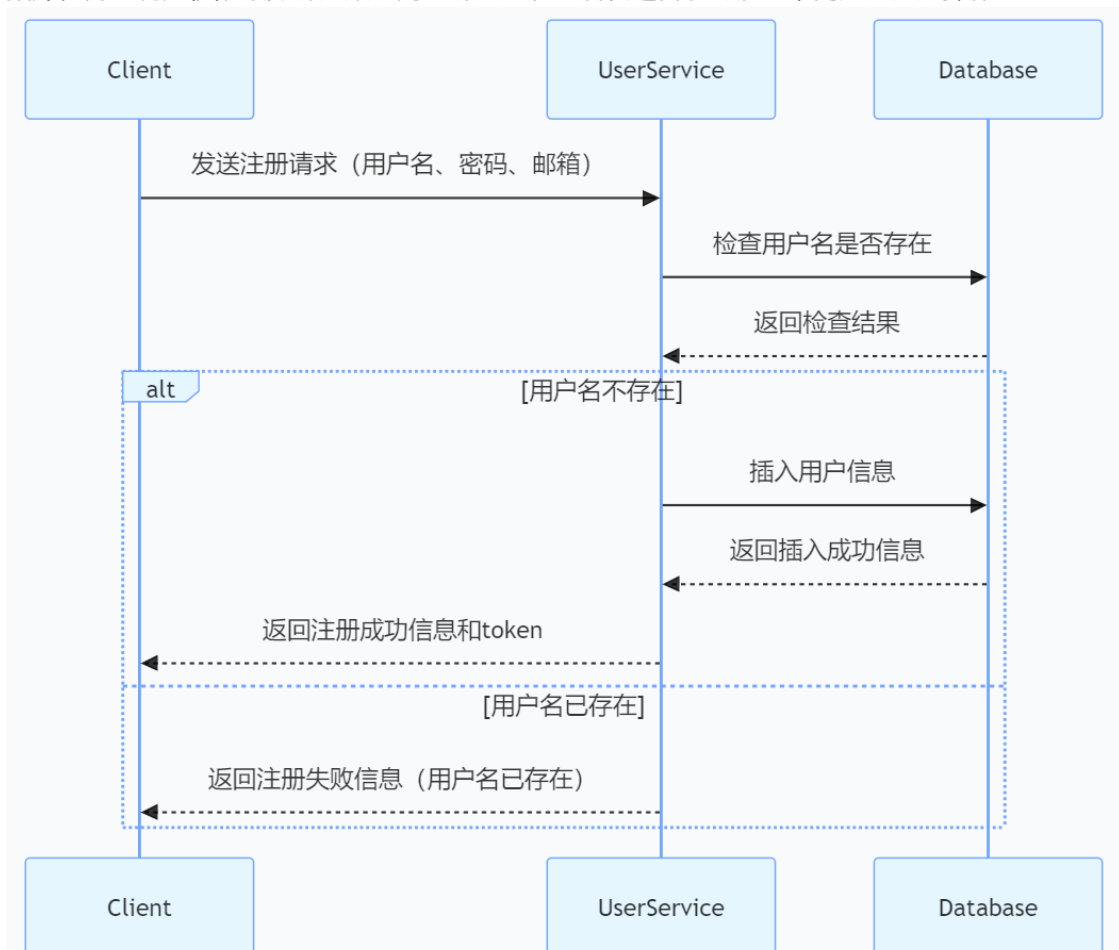 Client UserService Database
发送注册请求（用户名、密码、邮箱）
检查用户名是否存在
返回检查结果
alt [用户名不存在]
插入用户信息
返回插入成功信息
返回注册成功信息和token
[用户名已存在]
返回注册失败信息（用户名已存在）
Client UserService Database